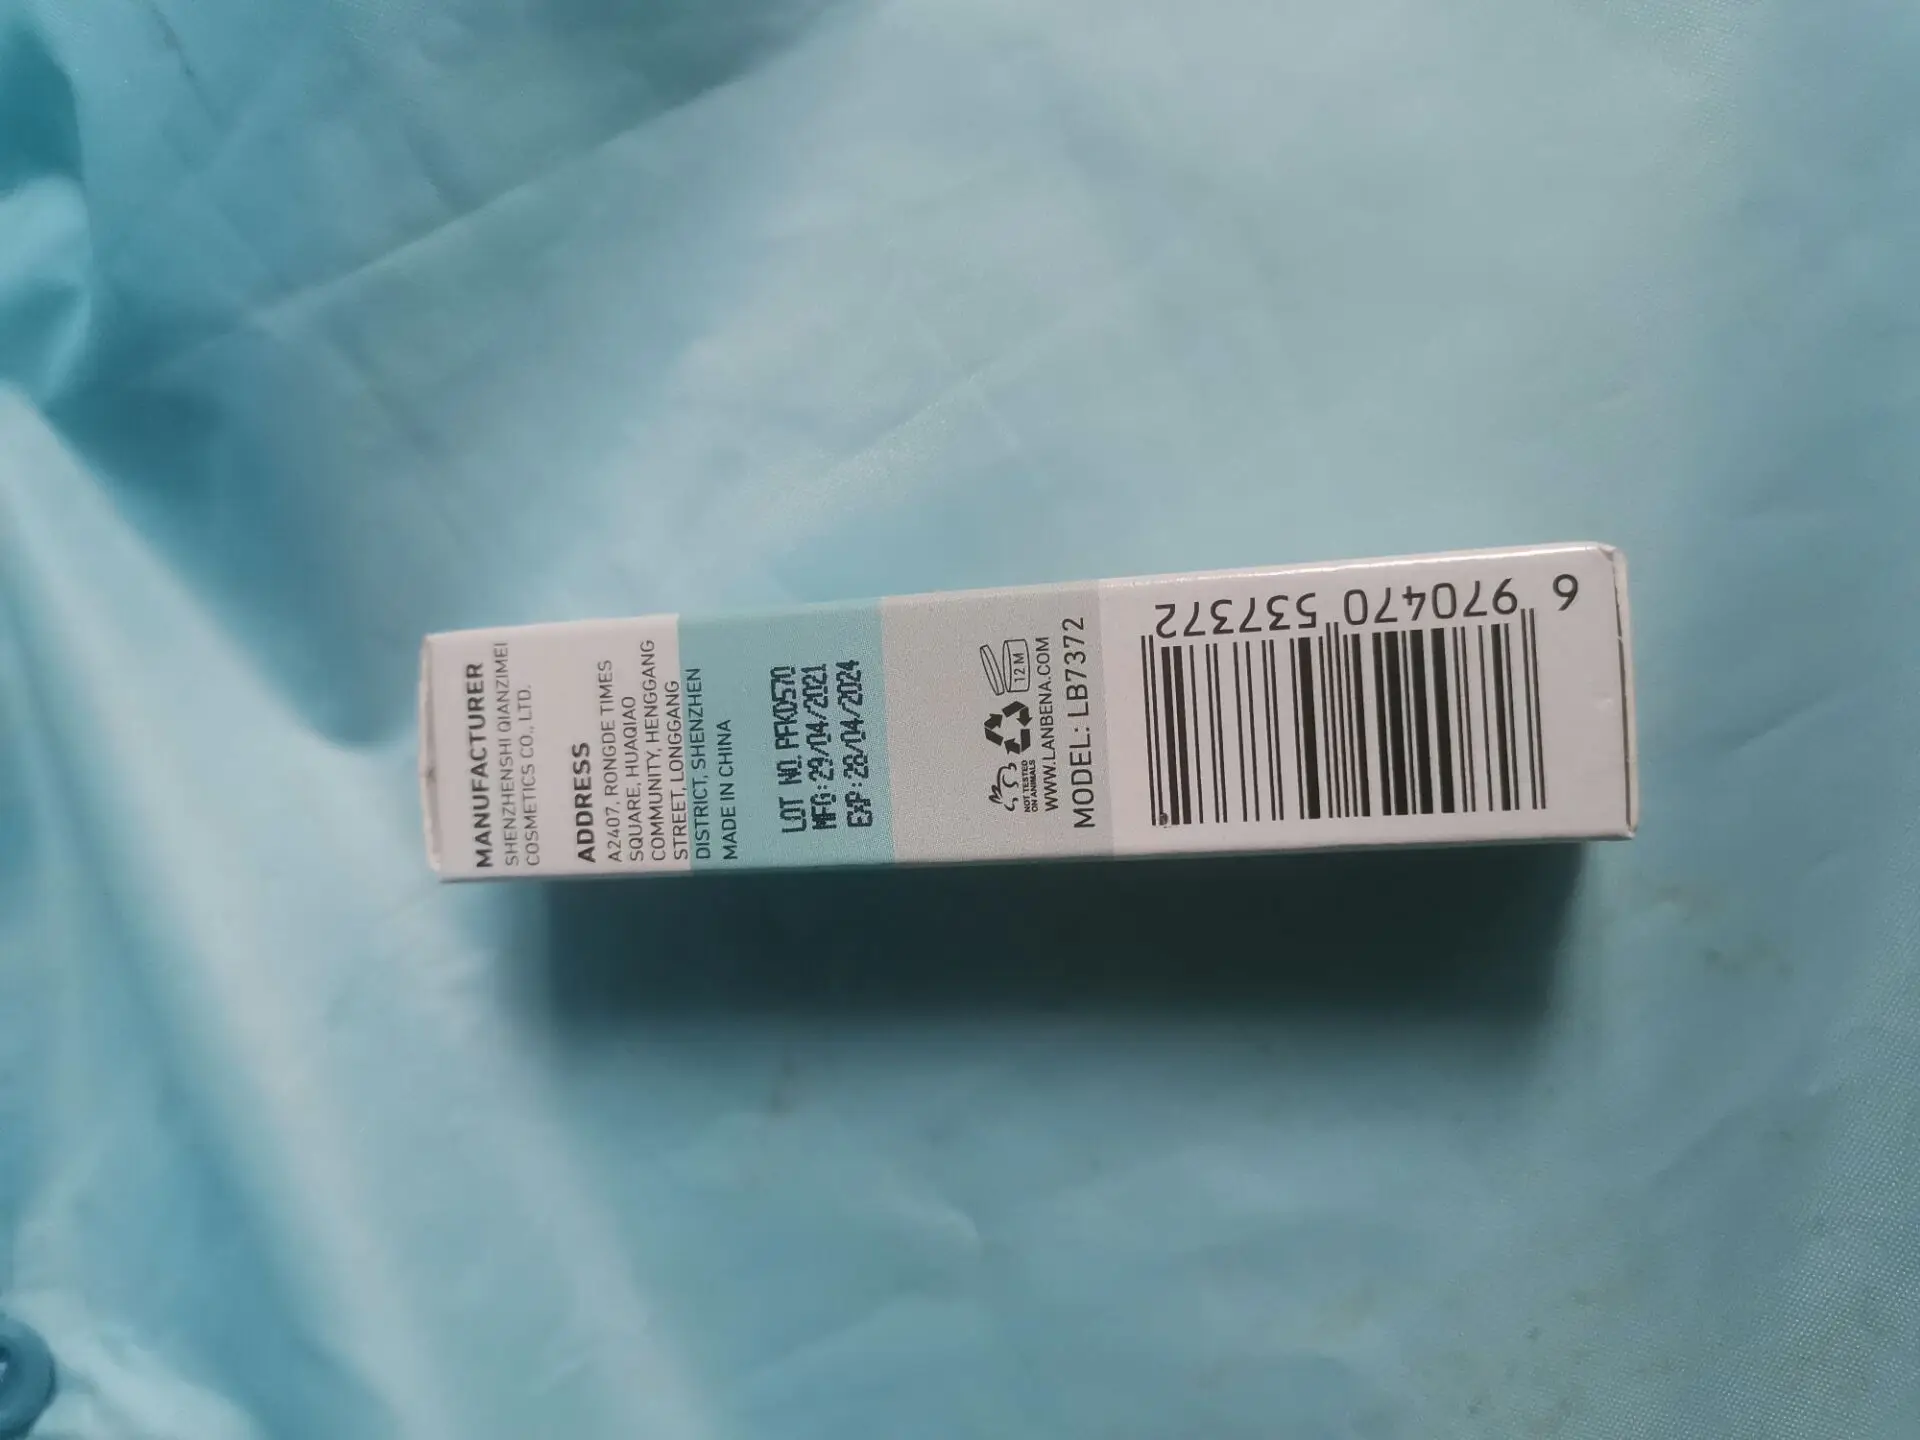 MANUFACTURER
SHENZHENSHI QIANZIMEI
COSMETICS CO., LTD.
ADDRESS
A2407, RONGDE TIMES
SQUARE, HUAQIAO
COMMUNITY, HENGGANG
STREET, LONGGANG
DISTRICT, SHENZHEN
MADE IN CHINA
LOT NO. PFKD570
MFG:29/04/2021
EXP:28/04/2024
12 M
NOT TESTED
ON ANIMALS
WWW.LANBENA.COM
MODEL: LB7372
6 970470 537372